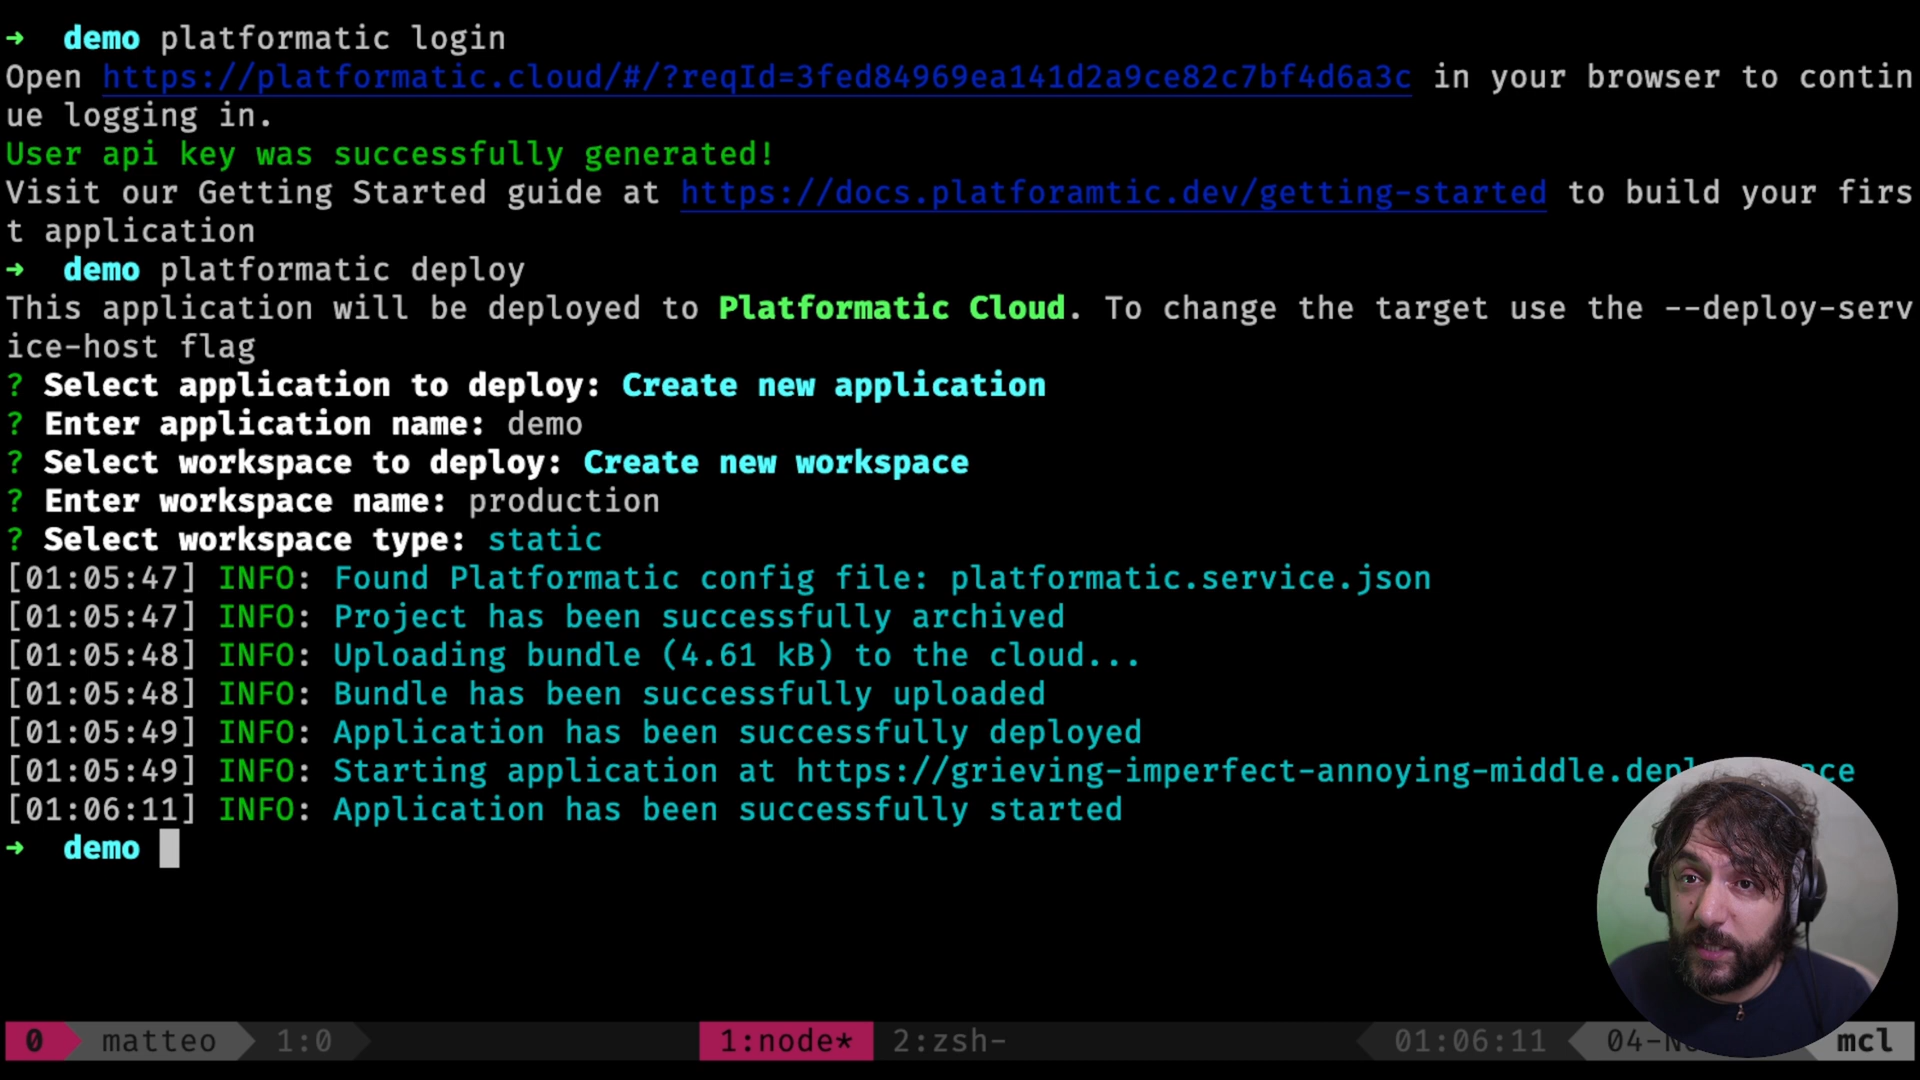 → demo platformatic login
Open https://platformatic.cloud/#/?reqId=3fed84969ea141d2a9ce82c7bf4d6a3c in your browser to contin
ue logging in.
User api key was successfully generated!
Visit our Getting Started guide at https://docs.platforamtic.dev/getting-started to build your firs
t application
→ demo platformatic deploy
This application will be deployed to Platformatic Cloud. To change the target use the --deploy-serv
ice-host flag
? Select application to deploy: Create new application
? Enter application name: demo
? Select workspace to deploy: Create new workspace
? Enter workspace name: production
? Select workspace type: static
[01:05:47] INFO: Found Platformatic config file: platformatic.service.json
[01:05:47] INFO: Project has been successfully archived
[01:05:48] INFO: Uploading bundle (4.61 kB) to the cloud...
[01:05:48] INFO: Bundle has been successfully uploaded
[01:05:49] INFO: Application has been successfully deployed
[01:05:49] INFO: Starting application at https://grieving-imperfect-annoying-middle.
[01:06:11] INFO: Application has been successfully started
→ demo
0 matteo 1:0 1:node* 2:zsh- 01:06:11 mcl